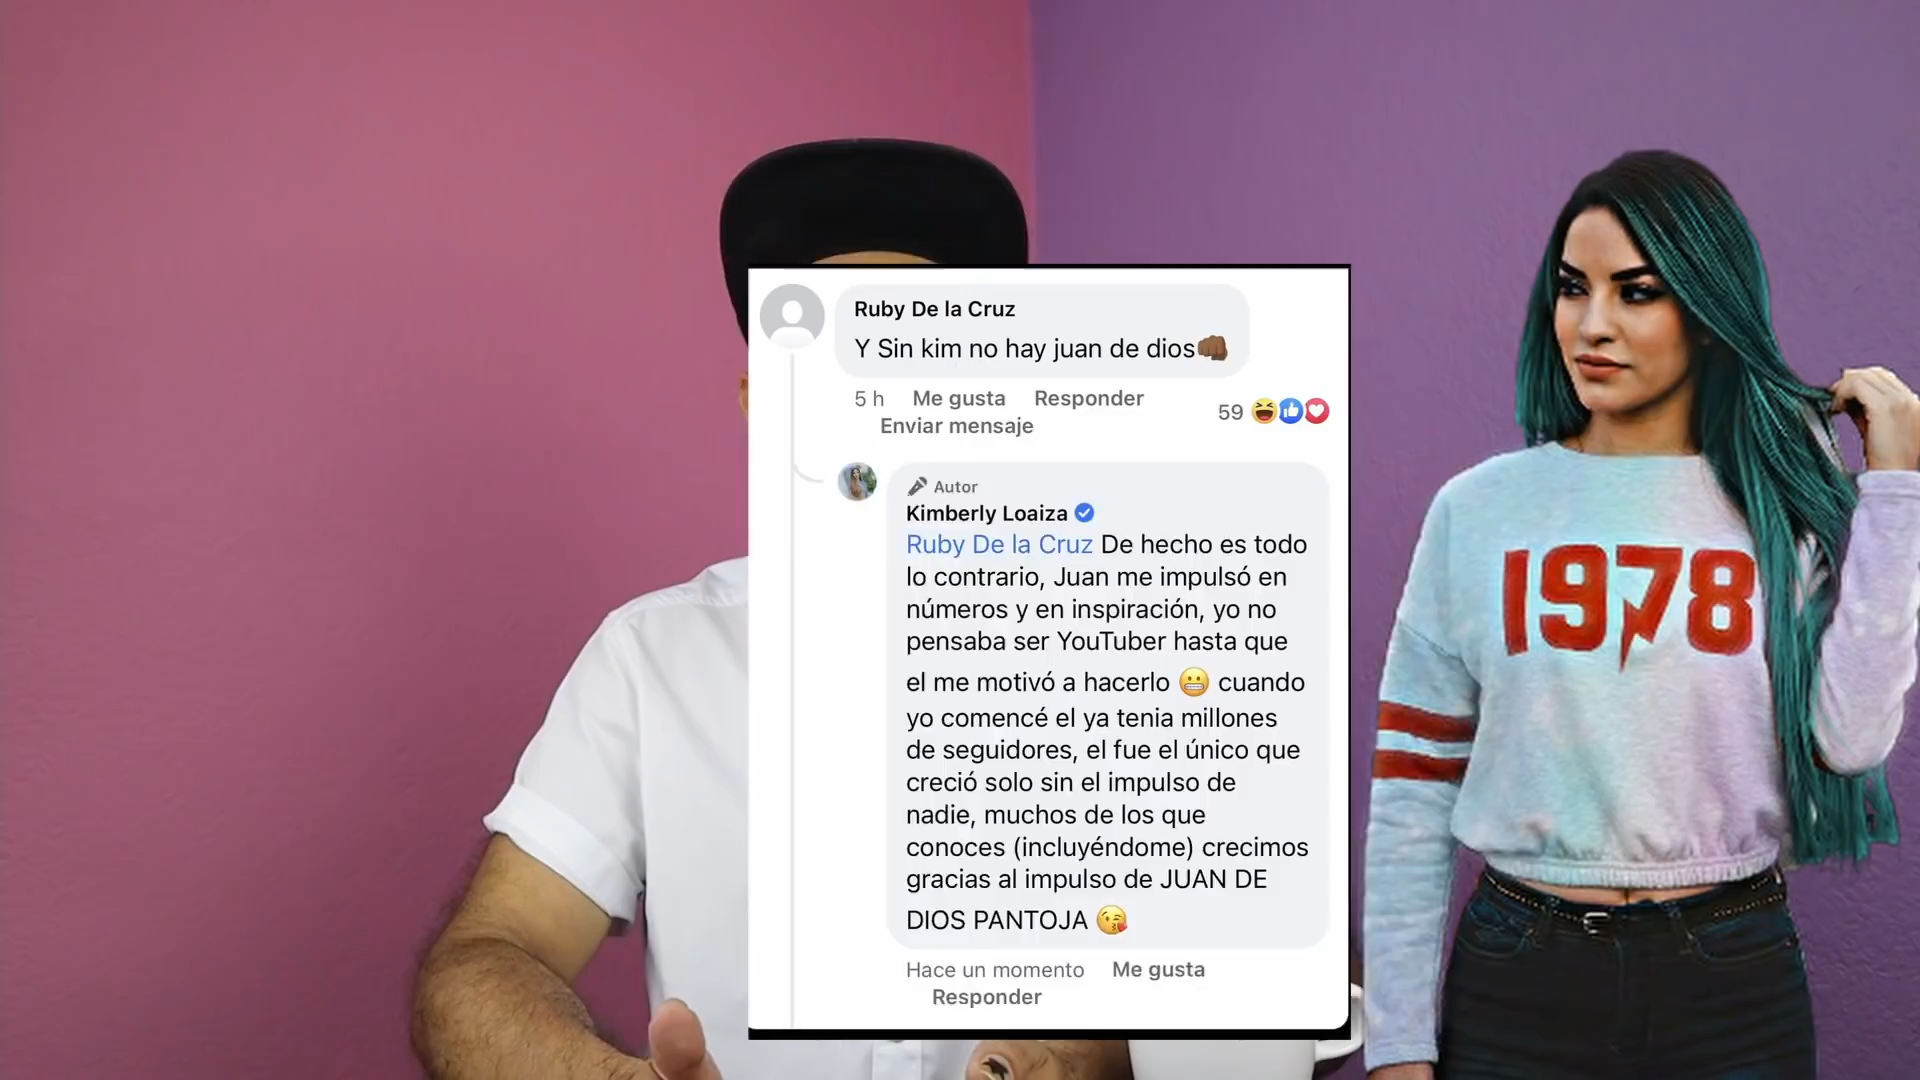 Ruby De la Cruz
Y Sin kim no hay juan de dios👊🏾
5 h Me gusta Responder
59
Enviar mensaje
Autor
Kimberly Loaiza
Ruby De la Cruz De hecho es todo
lo contrario, Juan me impulsó en
números y en inspiración, yo no
pensaba ser YouTuber hasta que
el me motivó a hacerlo 😬 cuando
yo comencé el ya tenia millones
de seguidores, el fue el único que
creció solo sin el impulso de
nadie, muchos de los que
conoces (incluyéndome) crecimos
gracias al impulso de JUAN DE
DIOS PANTOJA 😘
Hace un momento Me gusta
Responder
1978